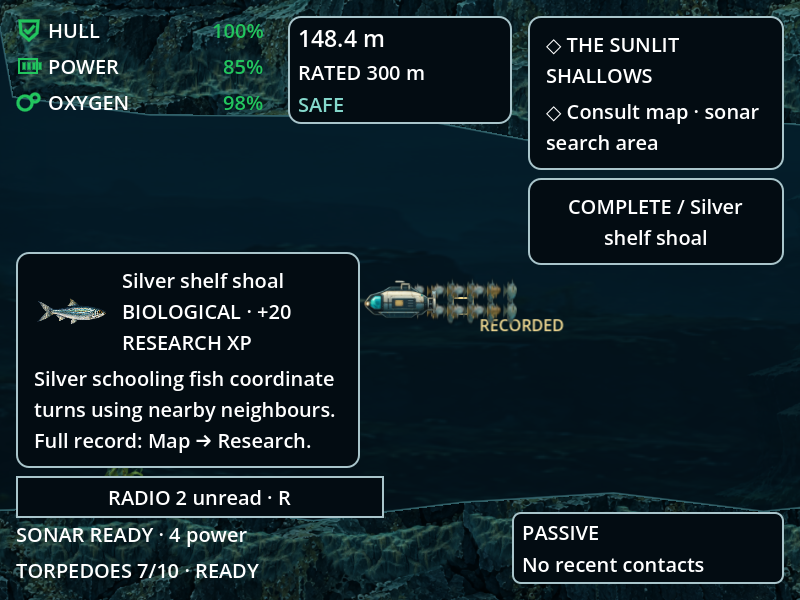 HULL 100%
POWER 85%
OXYGEN 98%
148.4 m
RATED 300 m
SAFE
◇ THE SUNLIT
SHALLOWS
◇ Consult map · sonar
search area
COMPLETE / Silver
shelf shoal
Silver shelf shoal
BIOLOGICAL · +20
RESEARCH XP
Silver schooling fish coordinate
turns using nearby neighbours.
Full record: Map → Research.
RECORDED
RADIO 2 unread · R
SONAR READY · 4 power
TORPEDOES 7/10 · READY
PASSIVE
No recent contacts